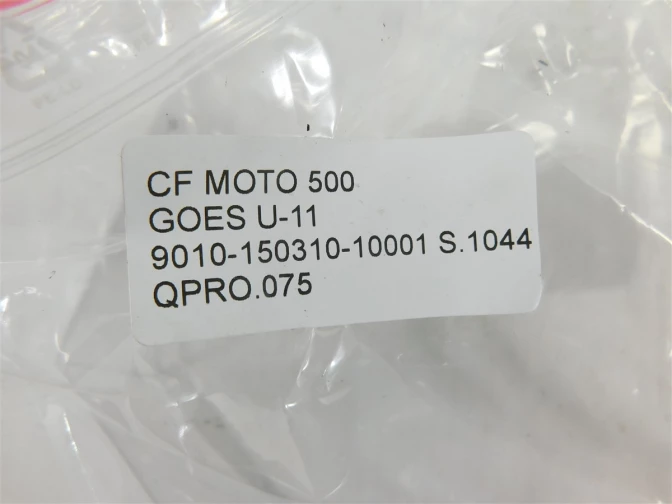 CF MOTO 500
GOES U-11
9010-150310-10001 S.1044
QPRO.075